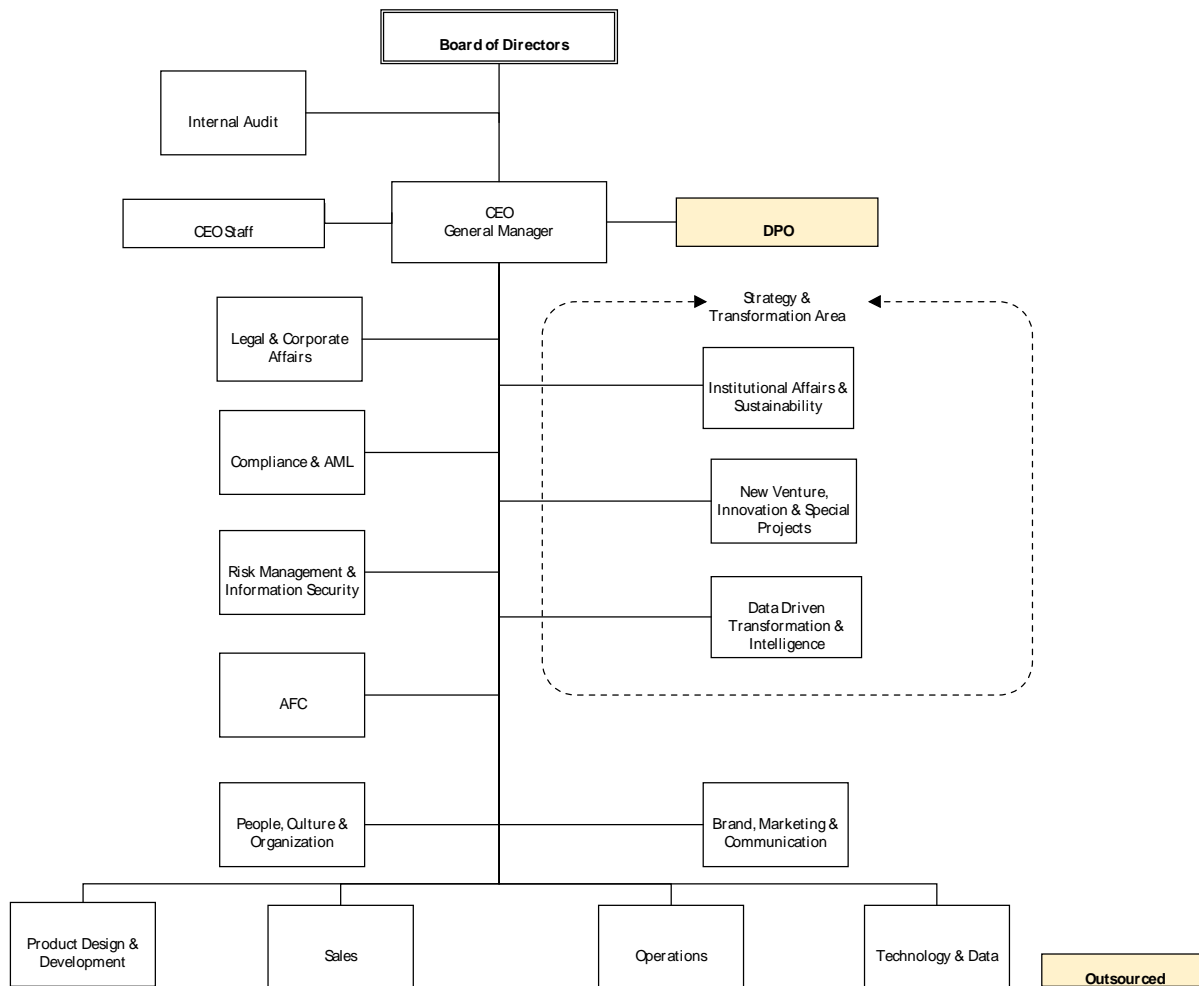 Board of Directors
Internal Audit
CEO
General Manager
CEO Staff
DPO
Strategy &
Transformation Area
Legal & Corporate
Affairs
Institutional Affairs &
Sustainability
Compliance & AML
New Venture,
Innovation & Special
Projects
Risk Management &
Information Security
Data Driven
Transformation &
Intelligence
AFC
People, Culture &
Organization
Brand, Marketing &
Communication
Product Design &
Development
Sales
Operations
Technology & Data
Outsourced